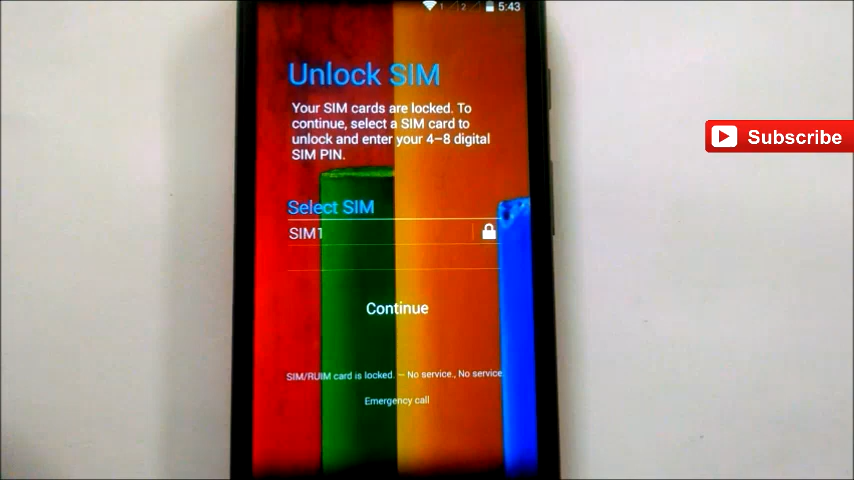 1 2 5:43
Unlock SIM
Your SIM cards are locked. To
continue, select a SIM card to
unlock and enter your 4–8 digital
SIM PIN.
Subscribe
Select SIM
SIM1
Continue
SIM/RUIM card is locked. — No service., No service
Emergency call